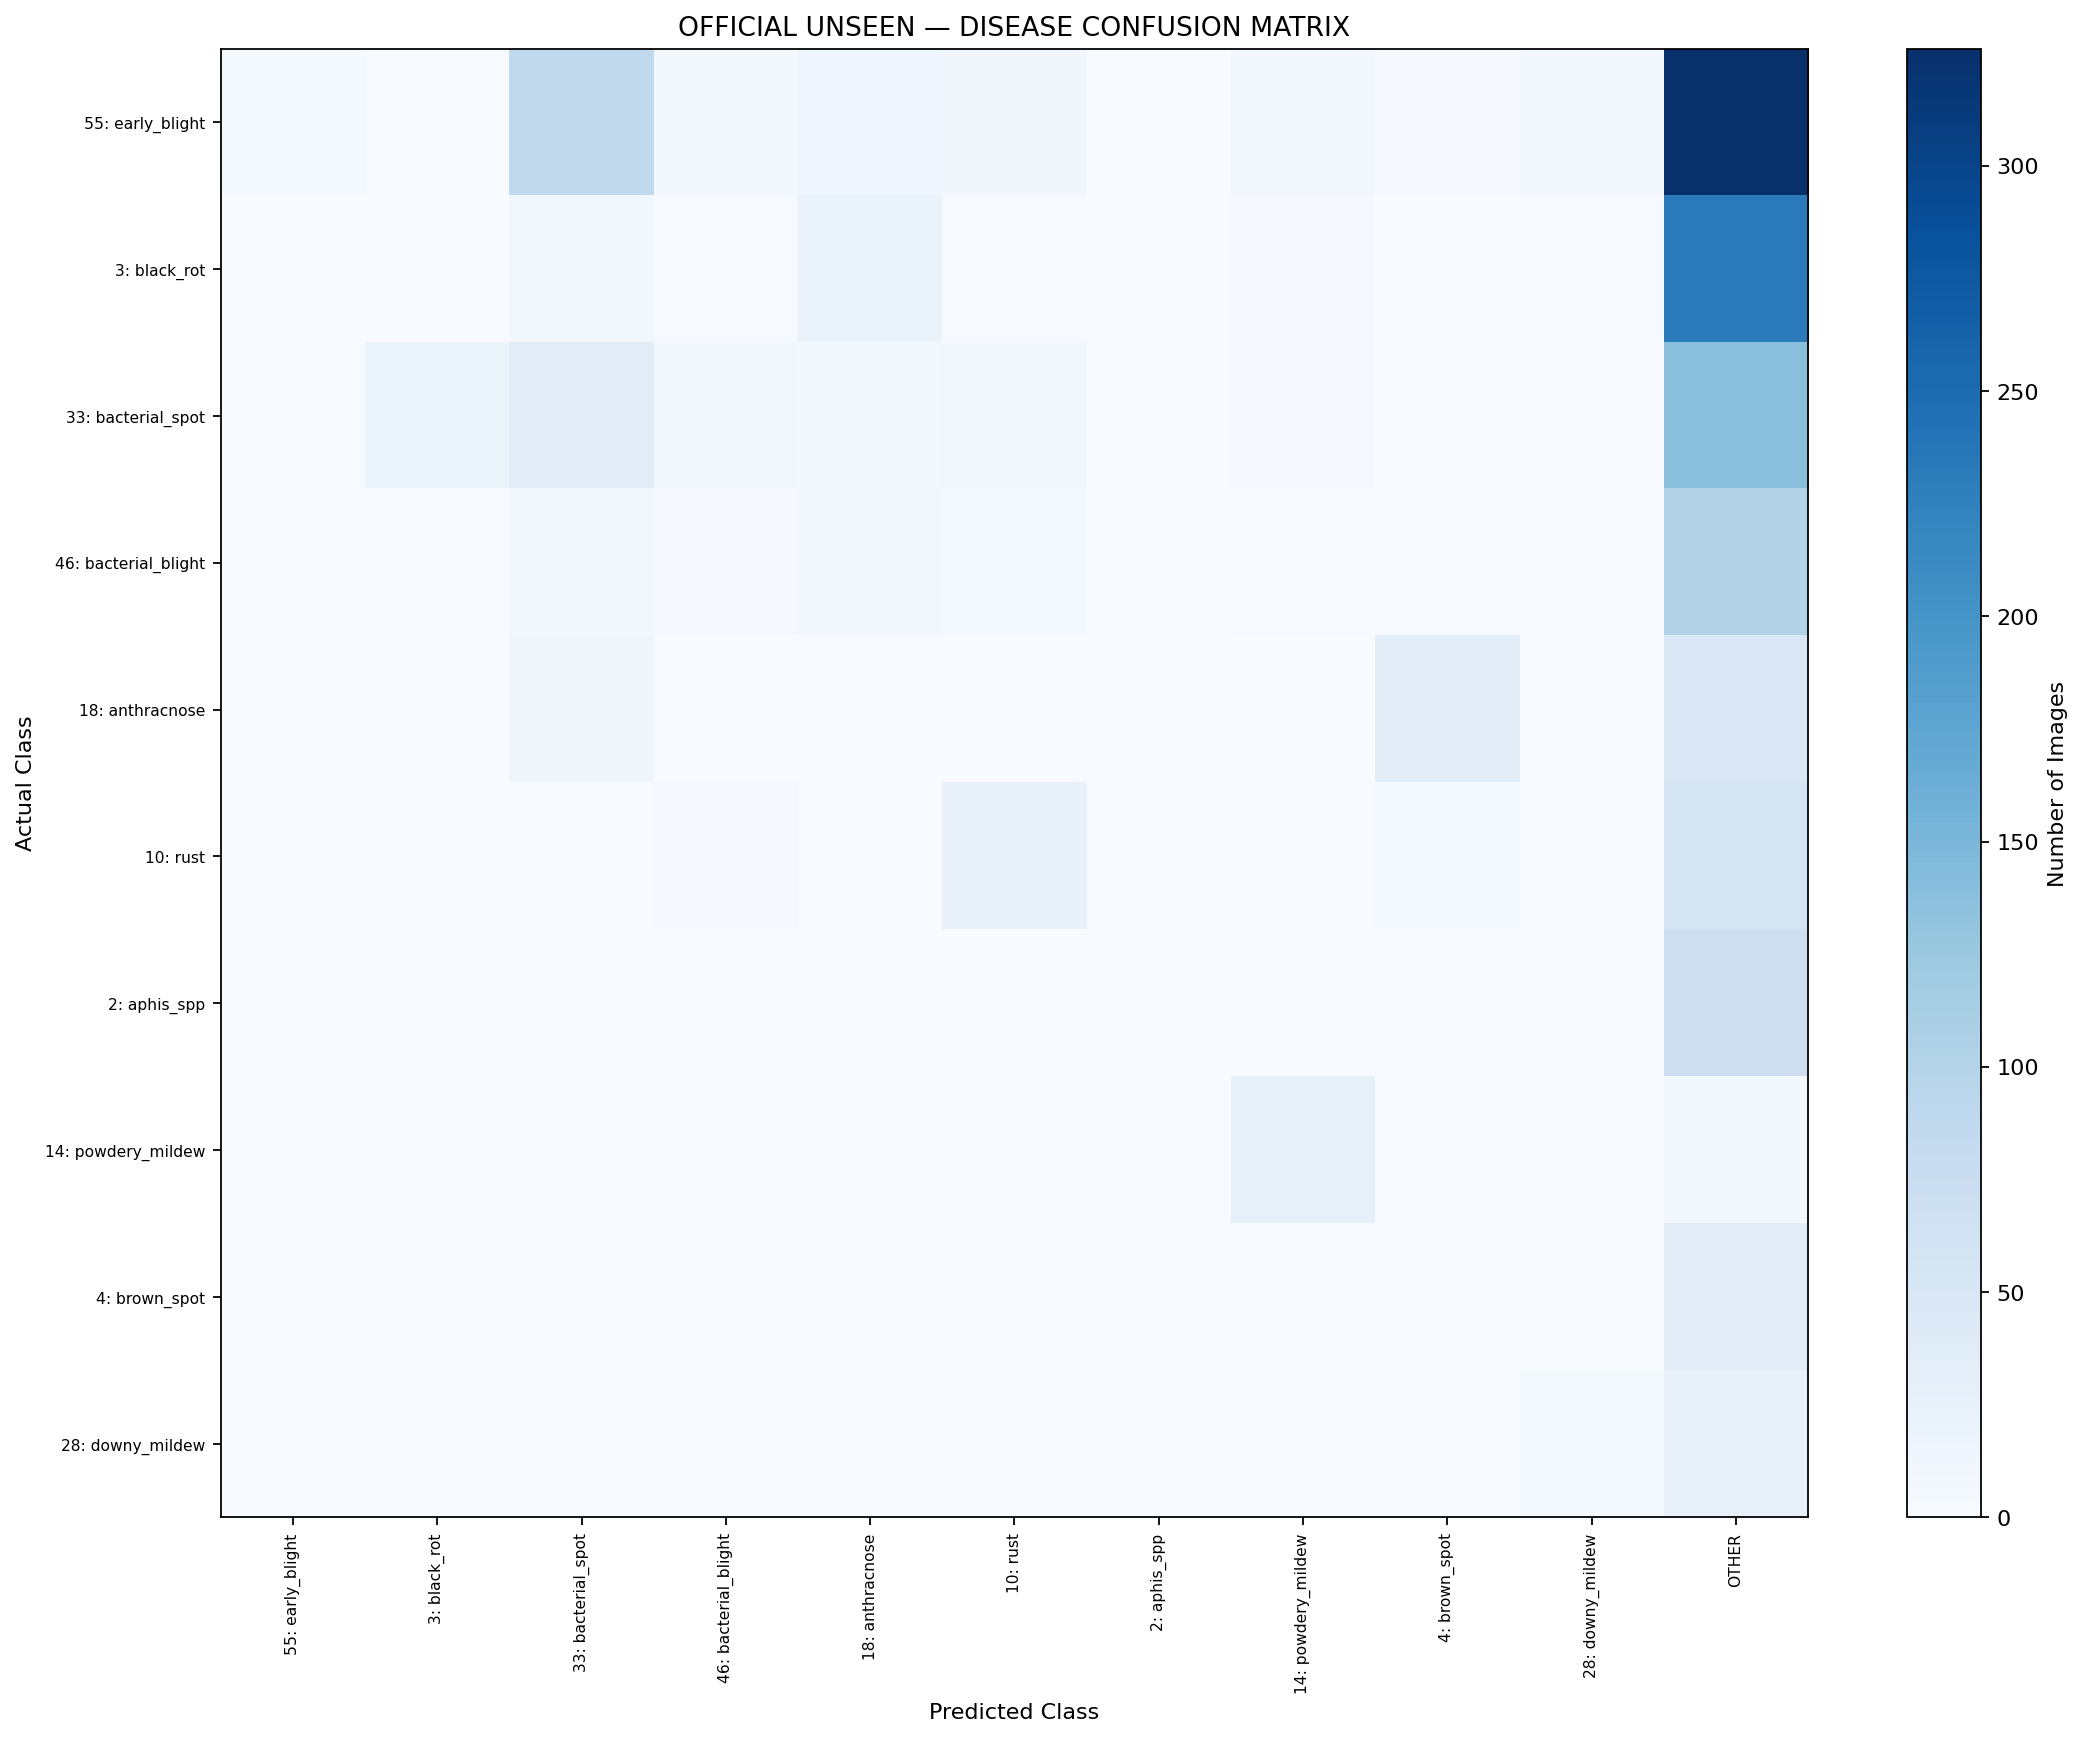 OFFICIAL UNSEEN — DISEASE CONFUSION MATRIX
Actual Class
55: early_blight
3: black_rot
33: bacterial_spot
46: bacterial_blight
18: anthracnose
10: rust
2: aphis_spp
14: powdery_mildew
4: brown_spot
28: downy_mildew
55: early_blight
3: black_rot
33: bacterial_spot
46: bacterial_blight
18: anthracnose
10: rust
2: aphis_spp
14: powdery_mildew
4: brown_spot
28: downy_mildew
OTHER
Predicted Class
300
250
200
150
100
50
0
Number of Images